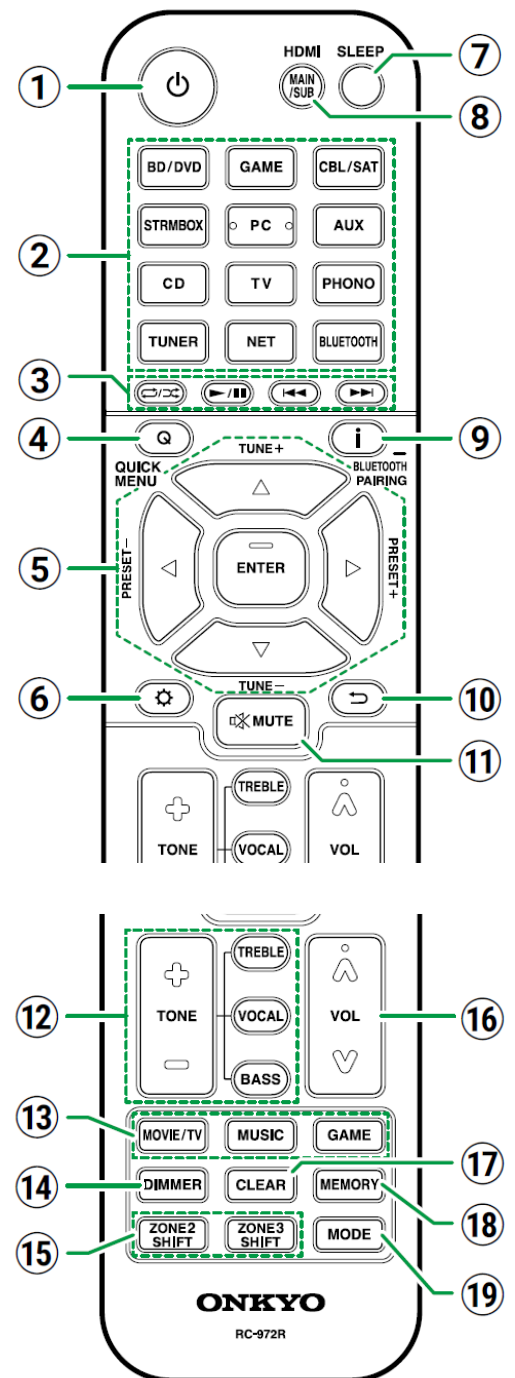 HDMI SLEEP
1 MAIN 7
/SUB 8
BD/DVD GAME CBL/SAT
STRMBOX PC AUX
2
CD TV PHONO
TUNER NET BLUETOOTH
3
4 Q i 9
QUICK TUNE+ BLUETOOTH
MENU PAIRING
5 PRESET- ENTER PRESET+
6 TUNE- 10
MUTE 11
TREBLE
TONE VOCAL VOL
TREBLE
12 TONE VOCAL VOL 16
BASS
13 MOVIE/TV MUSIC GAME
17
14 DIMMER CLEAR MEMORY 18
15 ZONE2 ZONE3 MODE
SHIFT SHIFT 19
ONKYO
RC-972R